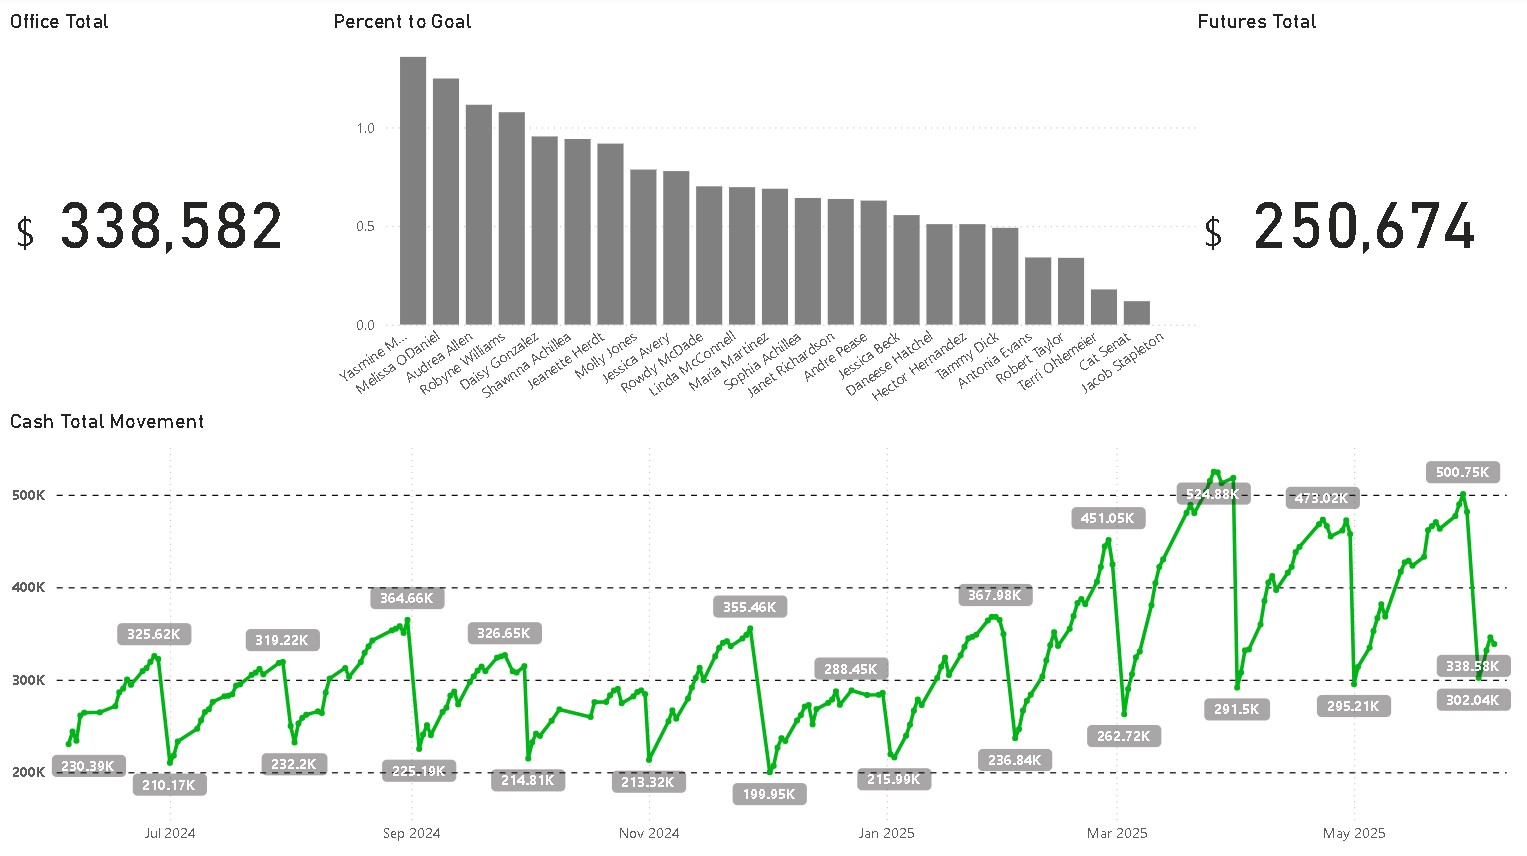 Office Total
Percent to Goal
Futures Total
$ 338,582
1.0
0.5
0.0
Yasmine M...
Melissa ODaniel
Audrea Allen
Robyne Williams
Daisy Gonzalez
Shawnna Achillea
Jeanette Herdt
Molly Jones
Jessica Avery
Rowdy McDade
Linda McConnell
Maria Martinez
Sophia Achillea
Janet Richardson
Andre Pease
Jessica Beck
Daneese Hatchel
Hector Hernandez
Tammy Dick
Antonia Evans
Robert Taylor
Terri Ohlemeier
Cat Senat
Jacob Stapleton
$ 250,674
Cash Total Movement
500K
400K
300K
200K
230.39K
325.62K
210.17K
319.22K
232.2K
364.66K
225.19K
326.65K
214.81K
213.32K
355.46K
199.95K
288.45K
215.99K
367.98K
236.84K
451.05K
262.72K
524.88K
291.5K
473.02K
295.21K
500.75K
338.58K
302.04K
Jul 2024
Sep 2024
Nov 2024
Jan 2025
Mar 2025
May 2025